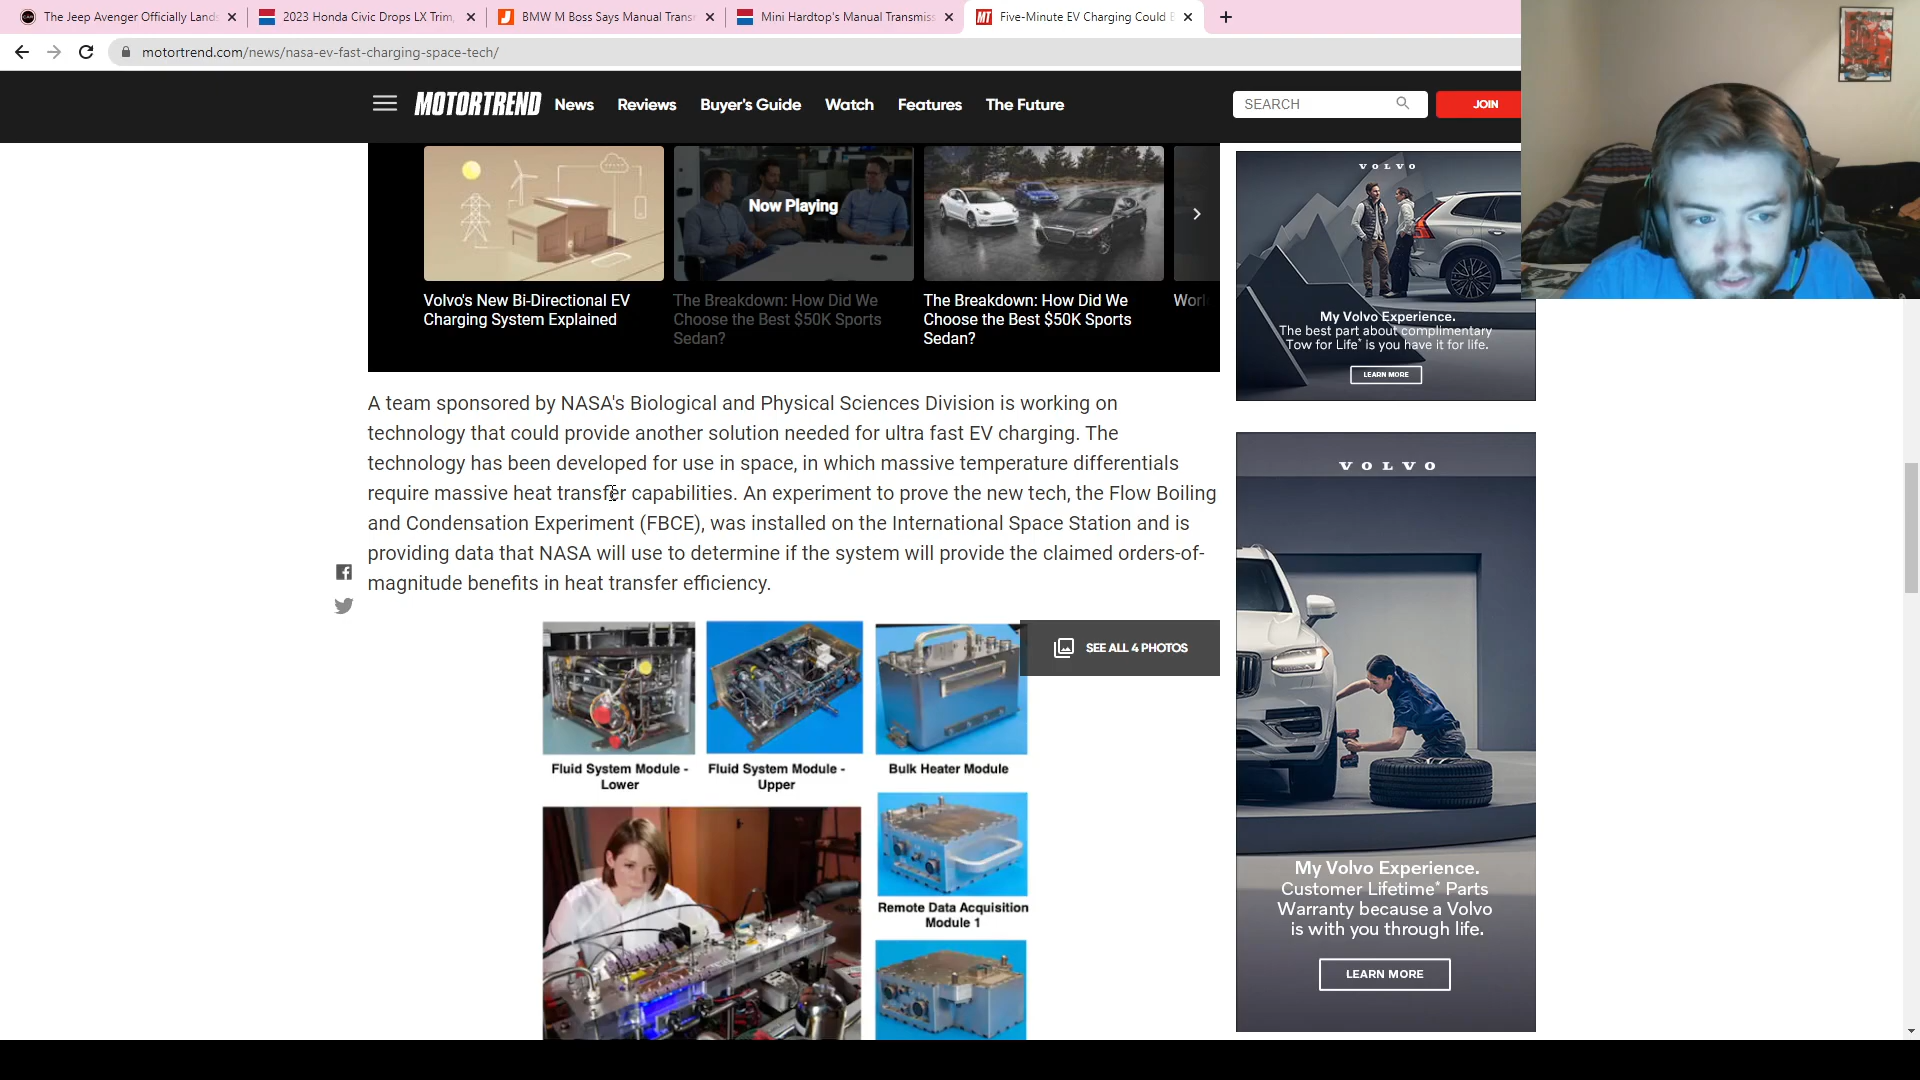 The Jeep Avenger Officially Lands
2023 Honda Civic Drops LX Trim,
BMW M Boss Says Manual Trans
Mini Hardtop's Manual Transmiss
MT
Five-Minute EV Charging Could B
motortrend.com/news/nasa-ev-fast-charging-space-tech/
MOTORTREND
News
Reviews
Buyer's Guide
Watch
Features
The Future
SEARCH
JOIN
Now Playing
Volvo's New Bi-Directional EV
Charging System Explained
The Breakdown: How Did We
Choose the Best $50K Sports
Sedan?
The Breakdown: How Did We
Choose the Best $50K Sports
Sedan?
Worl
VOLVO
My Volvo Experience.
The best part about complimentary
Tow for Life* is you have it for life.
LEARN MORE
A team sponsored by NASA's Biological and Physical Sciences Division is working on
technology that could provide another solution needed for ultra fast EV charging. The
technology has been developed for use in space, in which massive temperature differentials
require massive heat transfer capabilities. An experiment to prove the new tech, the Flow Boiling
and Condensation Experiment (FBCE), was installed on the International Space Station and is
providing data that NASA will use to determine if the system will provide the claimed orders-of-
magnitude benefits in heat transfer efficiency.
SEE ALL 4 PHOTOS
Fluid System Module -
Lower
Fluid System Module -
Upper
Bulk Heater Module
Remote Data Acquisition
Module 1
VOLVO
My Volvo Experience.
Customer Lifetime* Parts
Warranty because a Volvo
is with you through life.
LEARN MORE